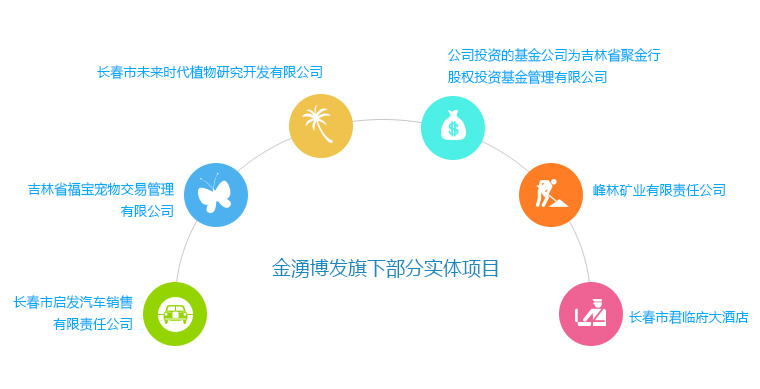 公司投资的基金公司为吉林省聚金行
股权投资基金管理有限公司
长春市未来时代植物研究开发有限公司
吉林省福宝宠物交易管理
有限公司
峰林矿业有限责任公司
金湧博发旗下部分实体项目
长春市启发汽车销售
有限责任公司
长春市君临府大酒店